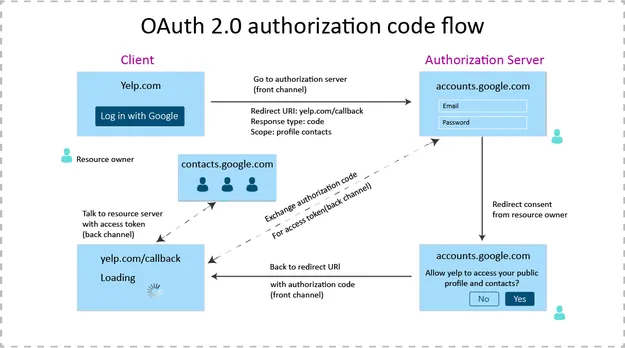 OAuth 2.0 authorization code flow
Client
Authorization Server
Yelp.com
Log in with Google
Go to authorization server
(front channel)
Redirect URI: yelp.com/callback
Response type: code
Scope: profile contacts
accounts.google.com
Email
Password
Resource owner
contacts.google.com
Exchange authorization code
For access token(back channel)
Redirect consent
from resource owner
Talk to resource server
with access token
(back channel)
yelp.com/callback
Loading
Back to redirect URI
with authorization code
(front channel)
accounts.google.com
Allow yelp to access your public
profile and contacts?
No
Yes